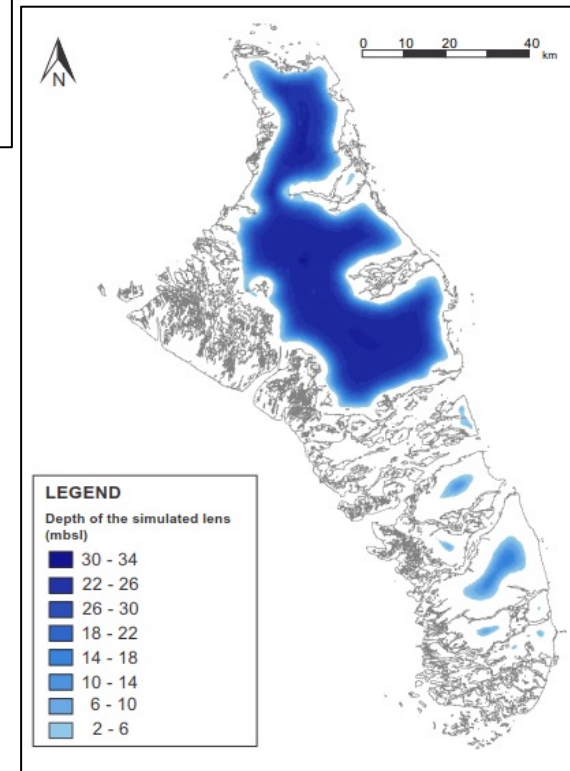 N
0 10 20 40
km
LEGEND
Depth of the simulated lens
(mbsl)
30 - 34
22 - 26
26 - 30
18 - 22
14 - 18
10 - 14
6 - 10
2 - 6